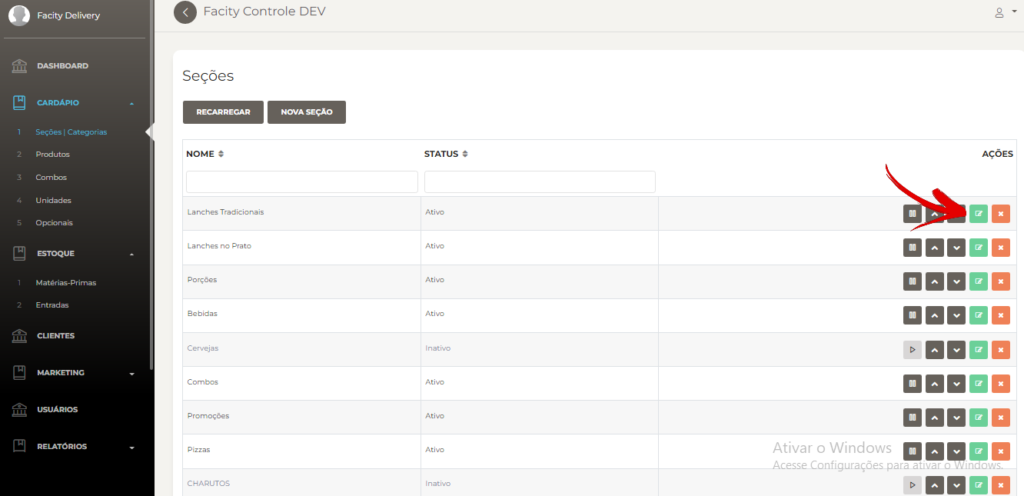 Facity Delivery
Facity Controle DEV
DASHBOARD
CARDÁPIO
1 Seções | Categorias
2 Produtos
3 Combos
4 Unidades
5 Opcionais
ESTOQUE
1 Matérias-Primas
2 Entradas
CLIENTES
MARKETING
USUÁRIOS
RELATÓRIOS
Seções
RECARREGAR NOVA SEÇÃO
NOME STATUS AÇÕES
Lanches Tradicionais Ativo
Lanches no Prato Ativo
Porções Ativo
Bebidas Ativo
Cervejas Inativo
Combos Ativo
Promoções Ativo
Pizzas Ativo
CHARUTOS Inativo
Ativar o Windows
Acesse Configurações para ativar o Windows.